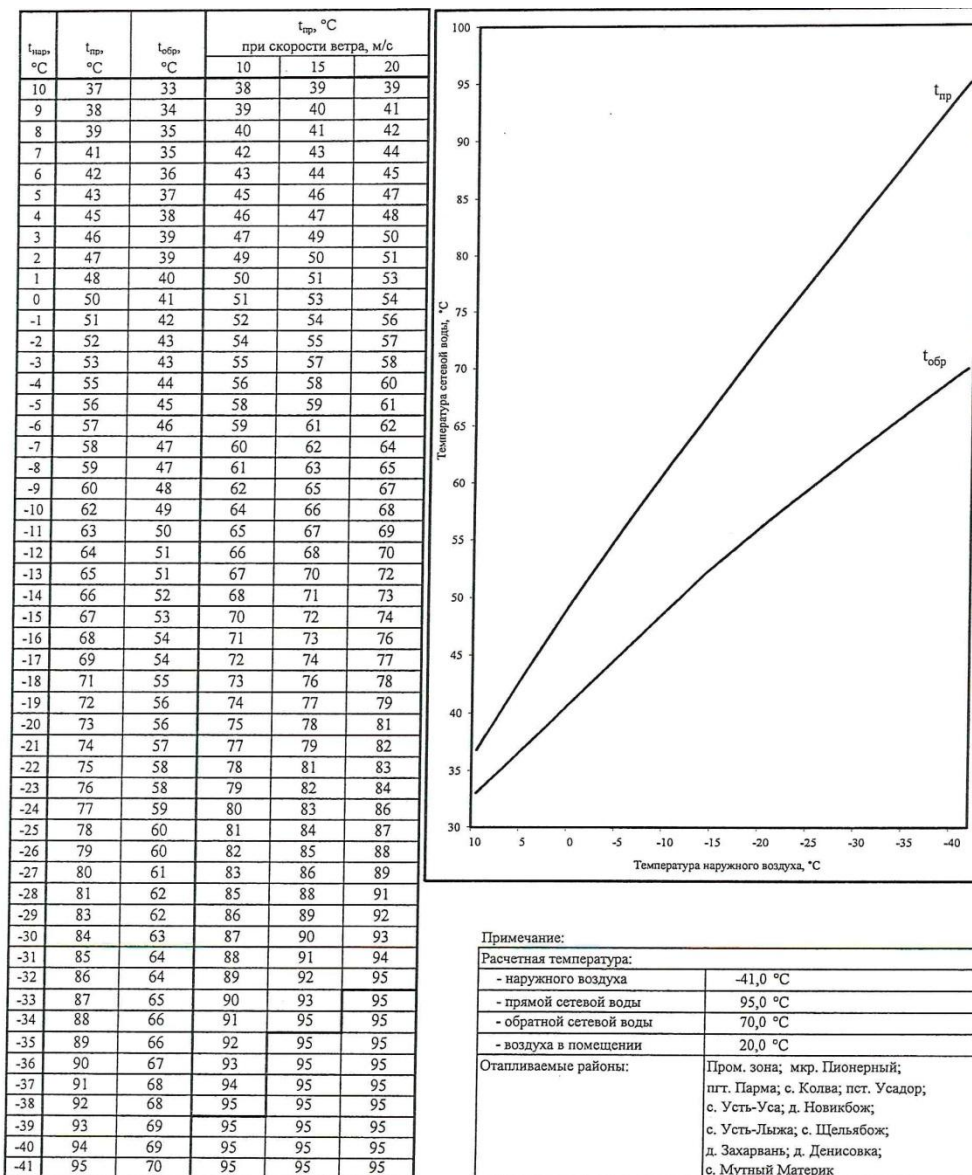 t_нар, °C t_пр, °C t_обр, °C t_пр, °C
при скорости ветра, м/с
10 15 20
10 37 33 38 39 39
9 38 34 39 40 41
8 39 35 40 41 42
7 41 35 42 43 44
6 42 36 43 44 45
5 43 37 45 46 47
4 45 38 46 47 48
3 46 39 47 49 50
2 47 39 49 50 51
1 48 40 50 51 53
0 50 41 51 53 54
-1 51 42 52 54 56
-2 52 43 54 55 57
-3 53 43 55 57 58
-4 55 44 56 58 60
-5 56 45 58 59 61
-6 57 46 59 61 62
-7 58 47 60 62 64
-8 59 47 61 63 65
-9 60 48 62 65 67
-10 62 49 64 66 68
-11 63 50 65 67 69
-12 64 51 66 68 70
-13 65 51 67 70 72
-14 66 52 68 71 73
-15 67 53 70 72 74
-16 68 54 71 73 76
-17 69 54 72 74 77
-18 71 55 73 76 78
-19 72 56 74 77 79
-20 73 56 75 78 81
-21 74 57 77 79 82
-22 75 58 78 81 83
-23 76 58 79 82 84
-24 77 59 80 83 86
-25 78 60 81 84 87
-26 79 60 82 85 88
-27 80 61 83 86 89
-28 81 62 85 88 91
-29 83 62 86 89 92
-30 84 63 87 90 93
-31 85 64 88 91 94
-32 86 64 89 92 95
-33 87 65 90 93 95
-34 88 66 91 95 95
-35 89 66 92 95 95
-36 90 67 93 95 95
-37 91 68 94 95 95
-38 92 68 95 95 95
-39 93 69 95 95 95
-40 94 69 95 95 95
-41 95 70 95 95 95
100
95
90
85
80
75
70
65
60
55
50
45
40
35
30
Температура сетевой воды, °C
t_пр
t_обр
10 5 0 -5 -10 -15 -20 -25 -30 -35 -40
Температура наружного воздуха, °C
Примечание:
Расчетная температура:
- наружного воздуха -41,0 °C
- прямой сетевой воды 95,0 °C
- обратной сетевой воды 70,0 °C
- воздуха в помещении 20,0 °C
Отапливаемые районы: Пром. зона; мкр. Пионерный;
пгт. Парма; с. Колва; пст. Усадор;
с. Усть-Уса; д. Новикбож;
с. Усть-Лыжа; с. Щельябож;
д. Захарвань; д. Денисовка;
с. Мутный Материк